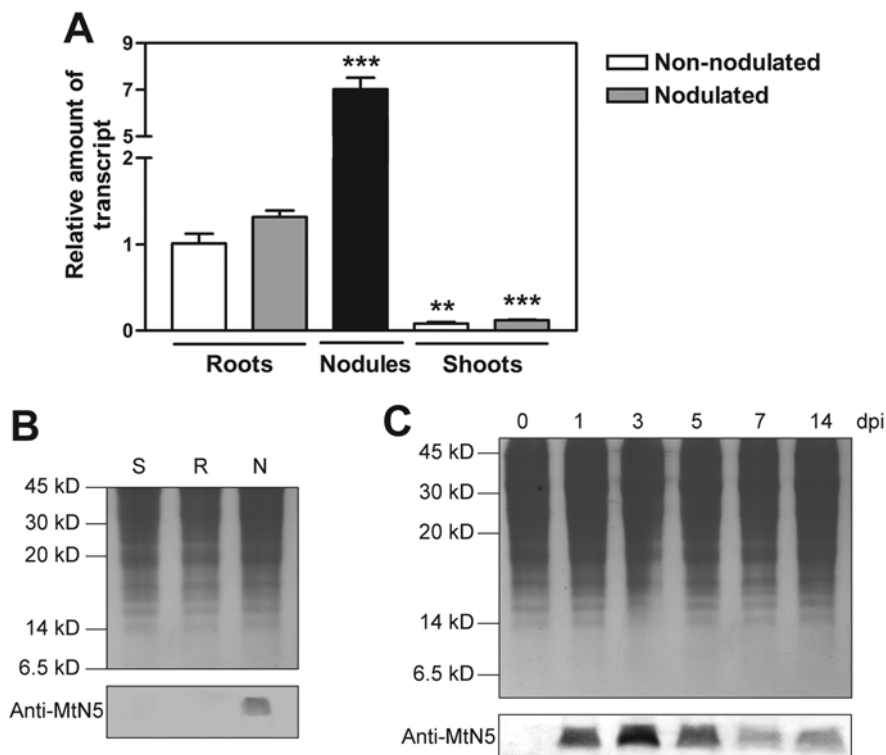 A
Relative amount of
transcript
9
7
5
2
1
0
***
**
***
Roots
Nodules
Shoots
Non-nodulated
Nodulated
B
S R N
45 kD
30 kD
20 kD
14 kD
6.5 kD
Anti-MtN5
C
0 1 3 5 7 14 dpi
45 kD
30 kD
20 kD
14 kD
6.5 kD
Anti-MtN5